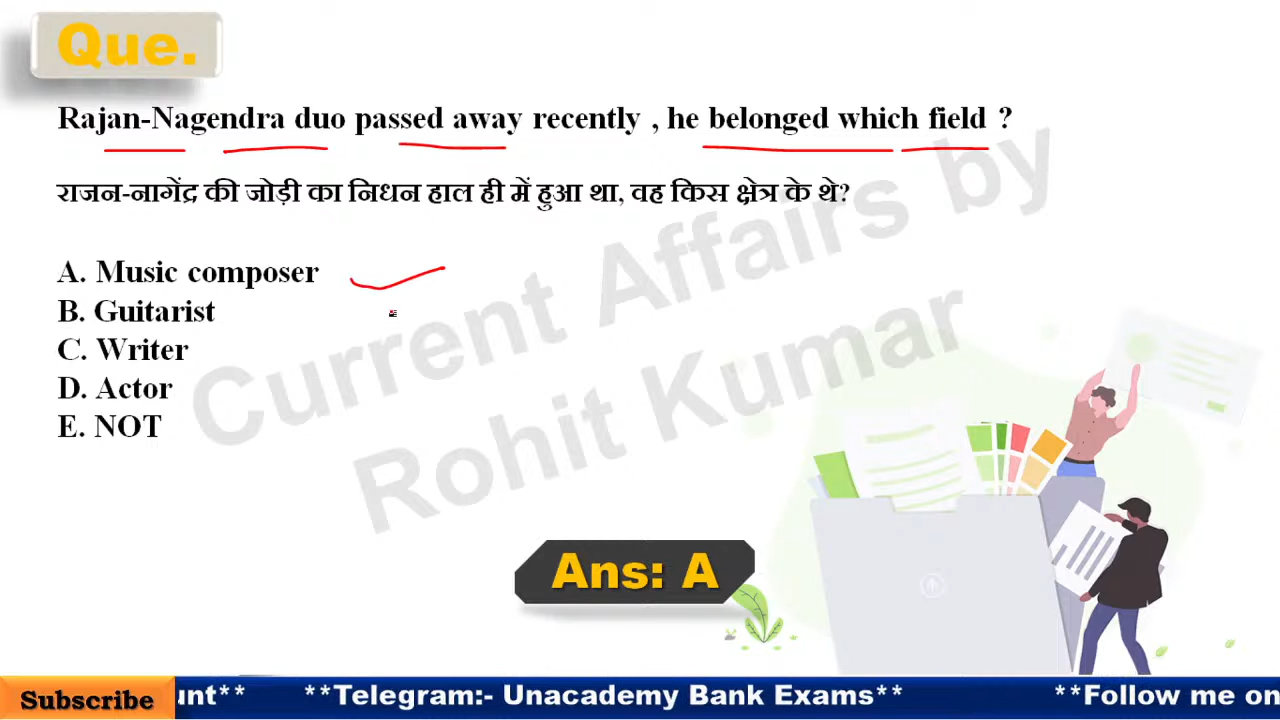 Que.
Rajan-Nagendra duo passed away recently , he belonged which field ?
राजन-नागेंद्र की जोड़ी का निधन हाल ही में हुआ था, वह किस क्षेत्र के थे?
A. Music composer
B. Guitarist
C. Writer
D. Actor
E. NOT
Current Affairs by
Rohit Kumar
Ans: A
Subscribe unt** **Telegram:- Unacademy Bank Exams** **Follow me on